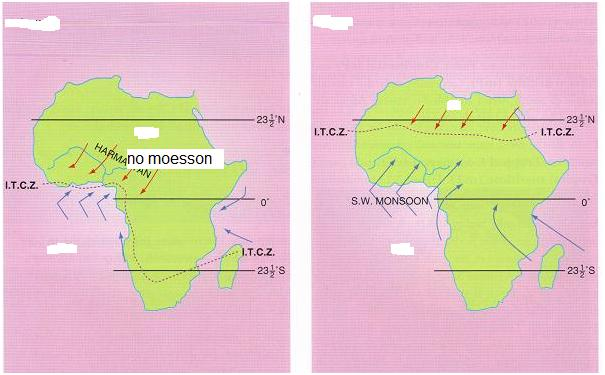 23½°N
HARMATTAN
no moesson
I.T.C.Z.
0°
I.T.C.Z.
23½°S
23½°N
I.T.C.Z.
I.T.C.Z.
S.W. MONSOON
0°
23½°S